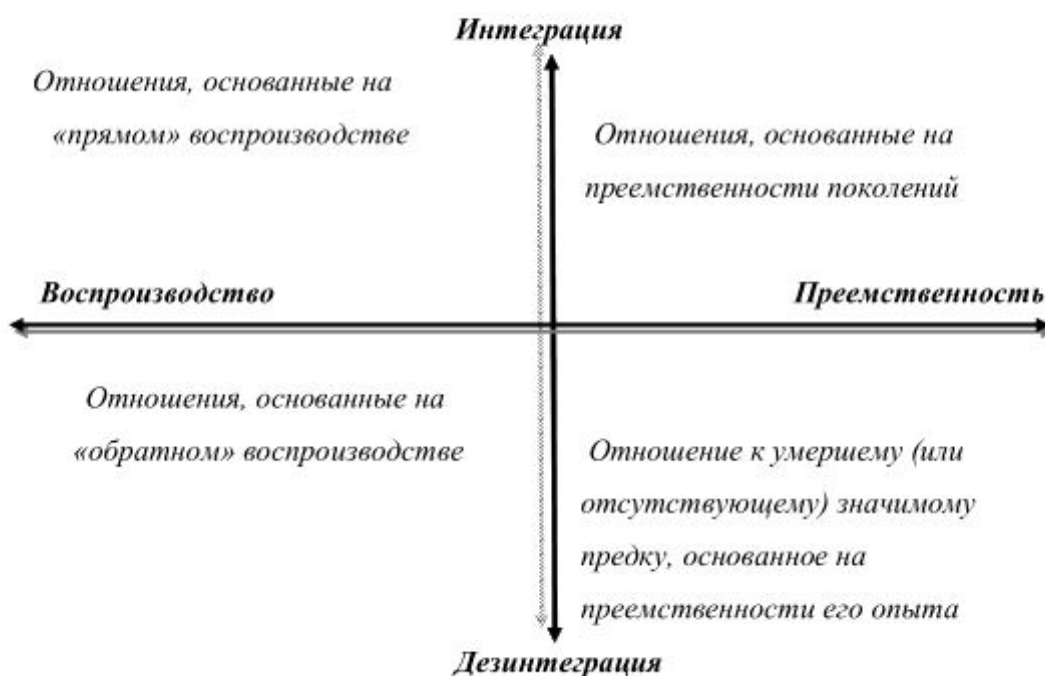 Интеграция
Отношения, основанные на
«прямом» воспроизводстве
Отношения, основанные на
преемственности поколений
Воспроизводство
Преемственность
Отношения, основанные на
«обратном» воспроизводстве
Отношение к умершему (или
отсутствующему) значимому
предку, основанное на
преемственности его опыта
Дезинтеграция